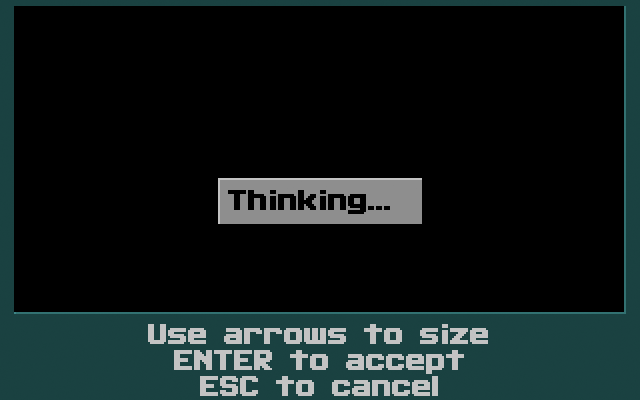 Thinking...
Use arrows to size
ENTER to accept
ESC to cancel